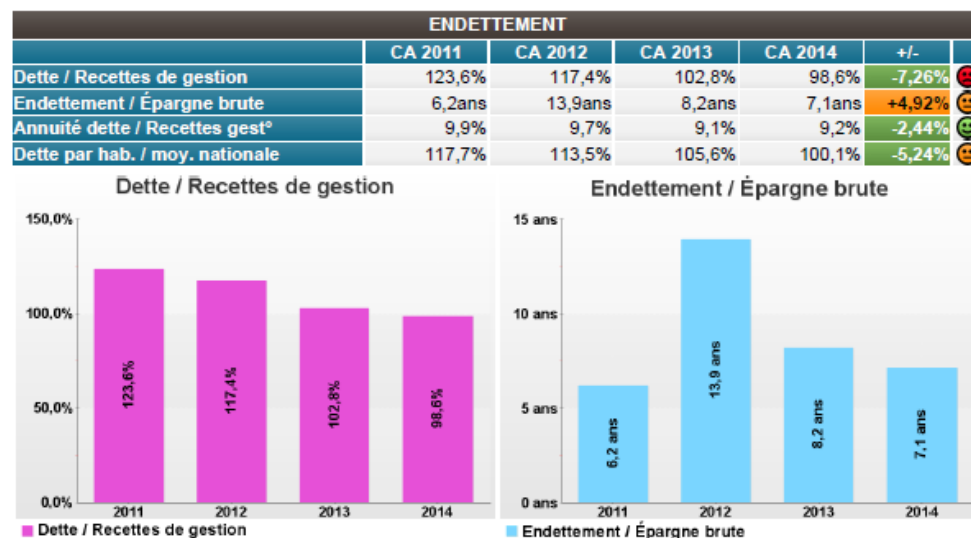 ENDETTEMENT
CA 2011 CA 2012 CA 2013 CA 2014 +/-
Dette / Recettes de gestion 123,6% 117,4% 102,8% 98,6% -7,26%
Endettement / Épargne brute 6,2ans 13,9ans 8,2ans 7,1ans +4,92%
Annuité dette / Recettes gest° 9,9% 9,7% 9,1% 9,2% -2,44%
Dette par hab. / moy. nationale 117,7% 113,5% 105,6% 100,1% -5,24%
Dette / Recettes de gestion
150,0%
100,0%
50,0%
0,0%
123,6%
117,4%
102,8%
98,6%
2011 2012 2013 2014
Dette / Recettes de gestion
Endettement / Épargne brute
15 ans
10 ans
5 ans
0 ans
6,2 ans
13,9 ans
8,2 ans
7,1 ans
2011 2012 2013 2014
Endettement / Épargne brute